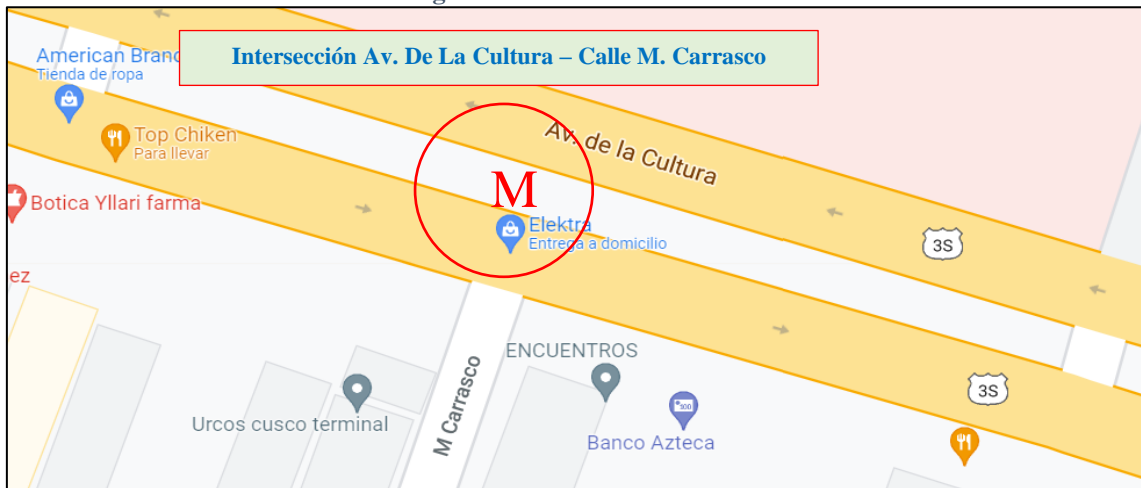 American Branc
Tienda de ropa
Intersección Av. De La Cultura – Calle M. Carrasco
Top Chiken
Para llevar
Av. de la Cultura
M
Botica Yllari farma
Elektra
Entrega a domicilio
3S
ez
ENCUENTROS
3S
M Carrasco
Urcos cusco terminal
Banco Azteca